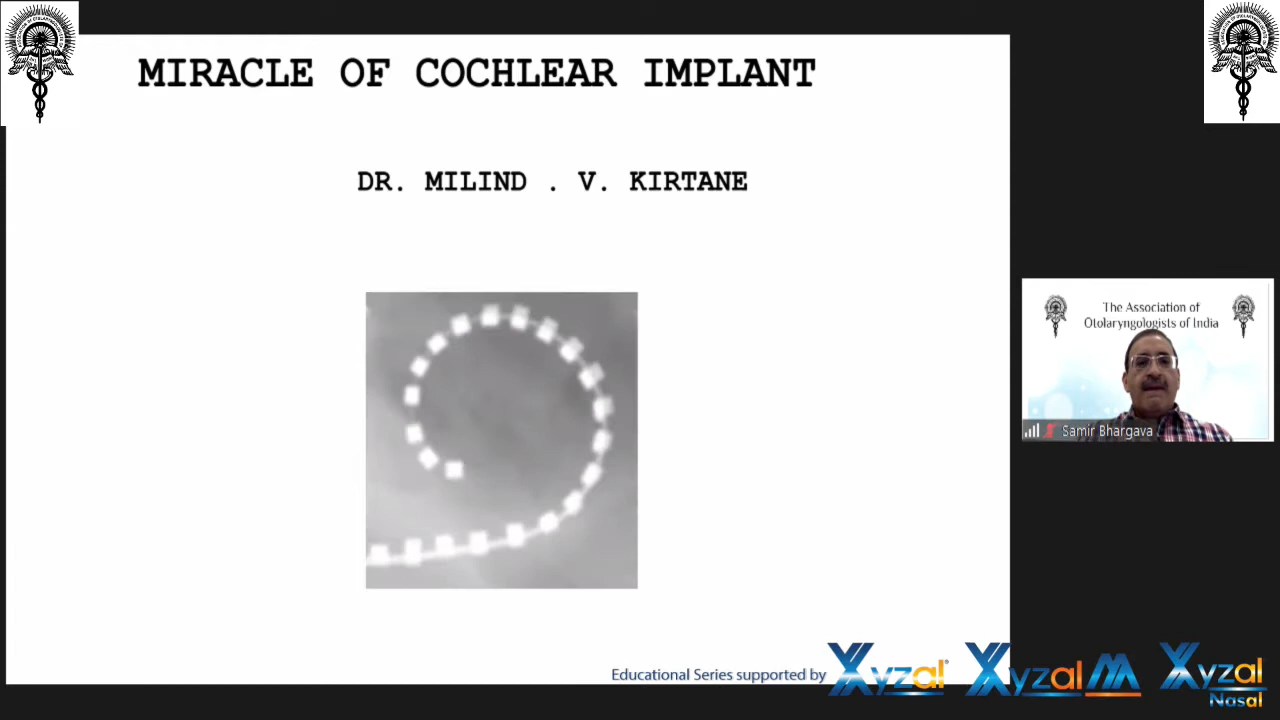 MIRACLE OF COCHLEAR IMPLANT
DR. MILIND . V. KIRTANE
The Association of
Otolaryngologists of India
Samir Bhargava
Educational Series supported by
Xyzal®
Xyzal M
Xyzal
Nasal